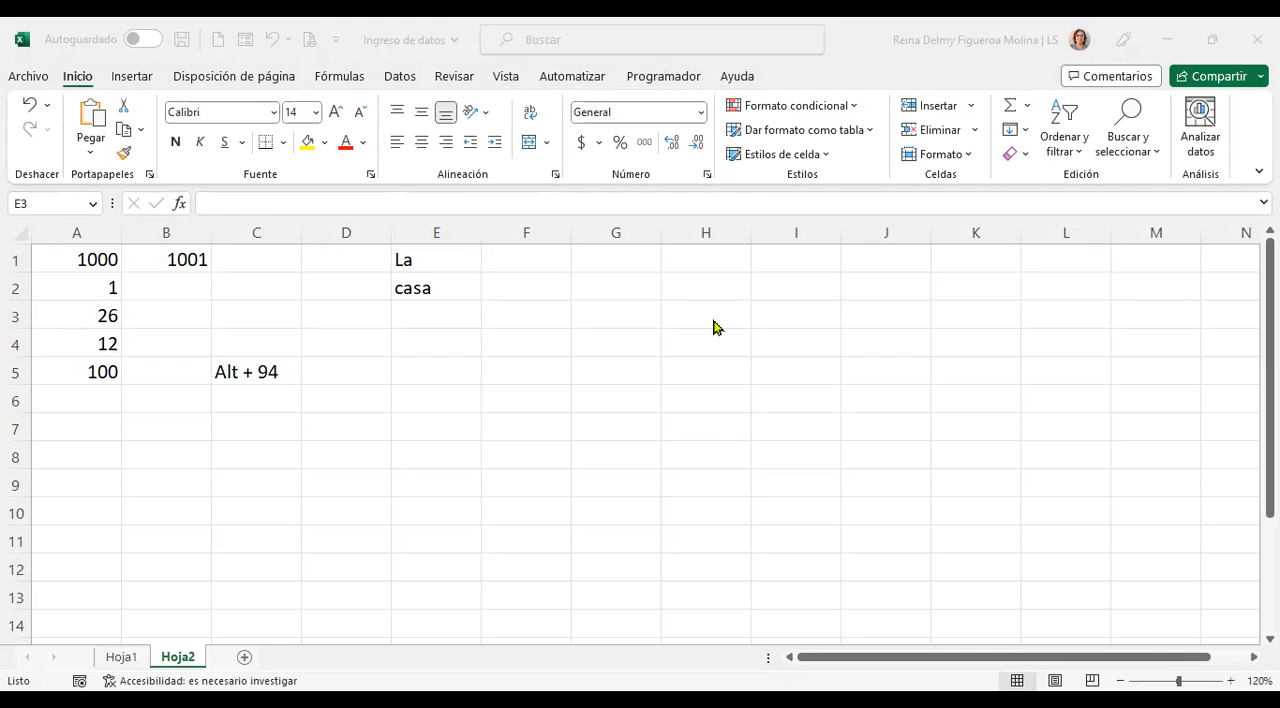 Autoguardado Ingreso de datos Buscar Reina Delmy Figueroa Molina | LS
Archivo Inicio Insertar Disposición de página Fórmulas Datos Revisar Vista Automatizar Programador Ayuda Comentarios Compartir
Pegar Calibri 14 General Formato condicional Insertar
N K S $ % 000 Dar formato como tabla Eliminar Ordenar y filtrar Buscar y seleccionar Analizar datos
Estilos de celda Formato
Deshacer Portapapeles Fuente Alineación Número Estilos Celdas Edición Análisis
E3 fx
A B C D E F G H I J K L M N
1 1000 1001 La
2 1 casa
3 26
4 12
5 100 Alt + 94
6
7
8
9
10
11
12
13
14
Hoja1 Hoja2
Listo Accesibilidad: es necesario investigar 120%